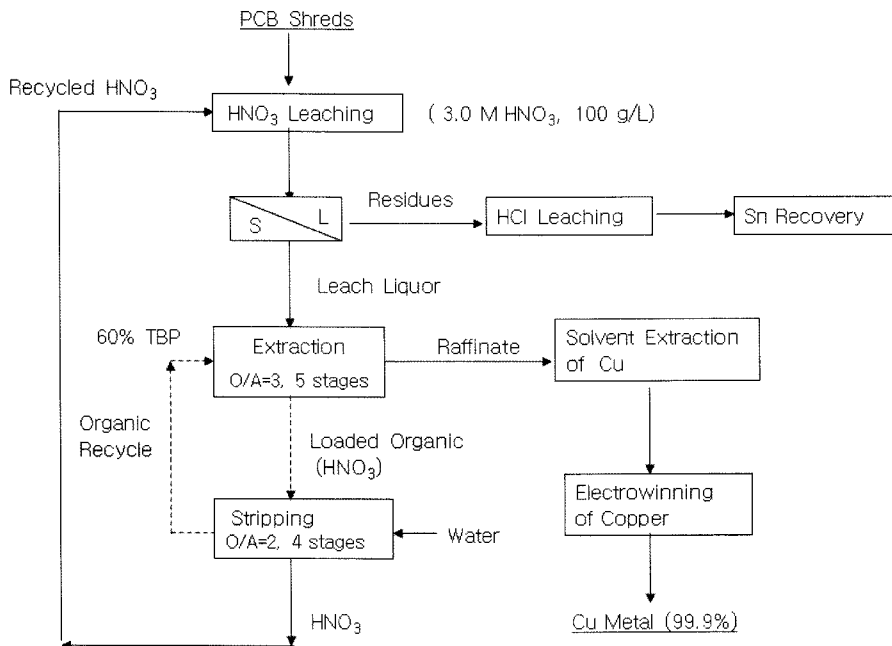 PCB Shreds
Recycled HNO₃
HNO₃ Leaching
( 3.0 M HNO₃, 100 g/L)
S
L
Residues
HCl Leaching
Sn Recovery
Leach Liquor
60% TBP
Extraction
O/A=3, 5 stages
Raffinate
Solvent Extraction
of Cu
Organic
Recycle
Loaded Organic
(HNO₃)
Stripping
O/A=2, 4 stages
Water
Electrowinning
of Copper
HNO₃
Cu Metal (99.9%)